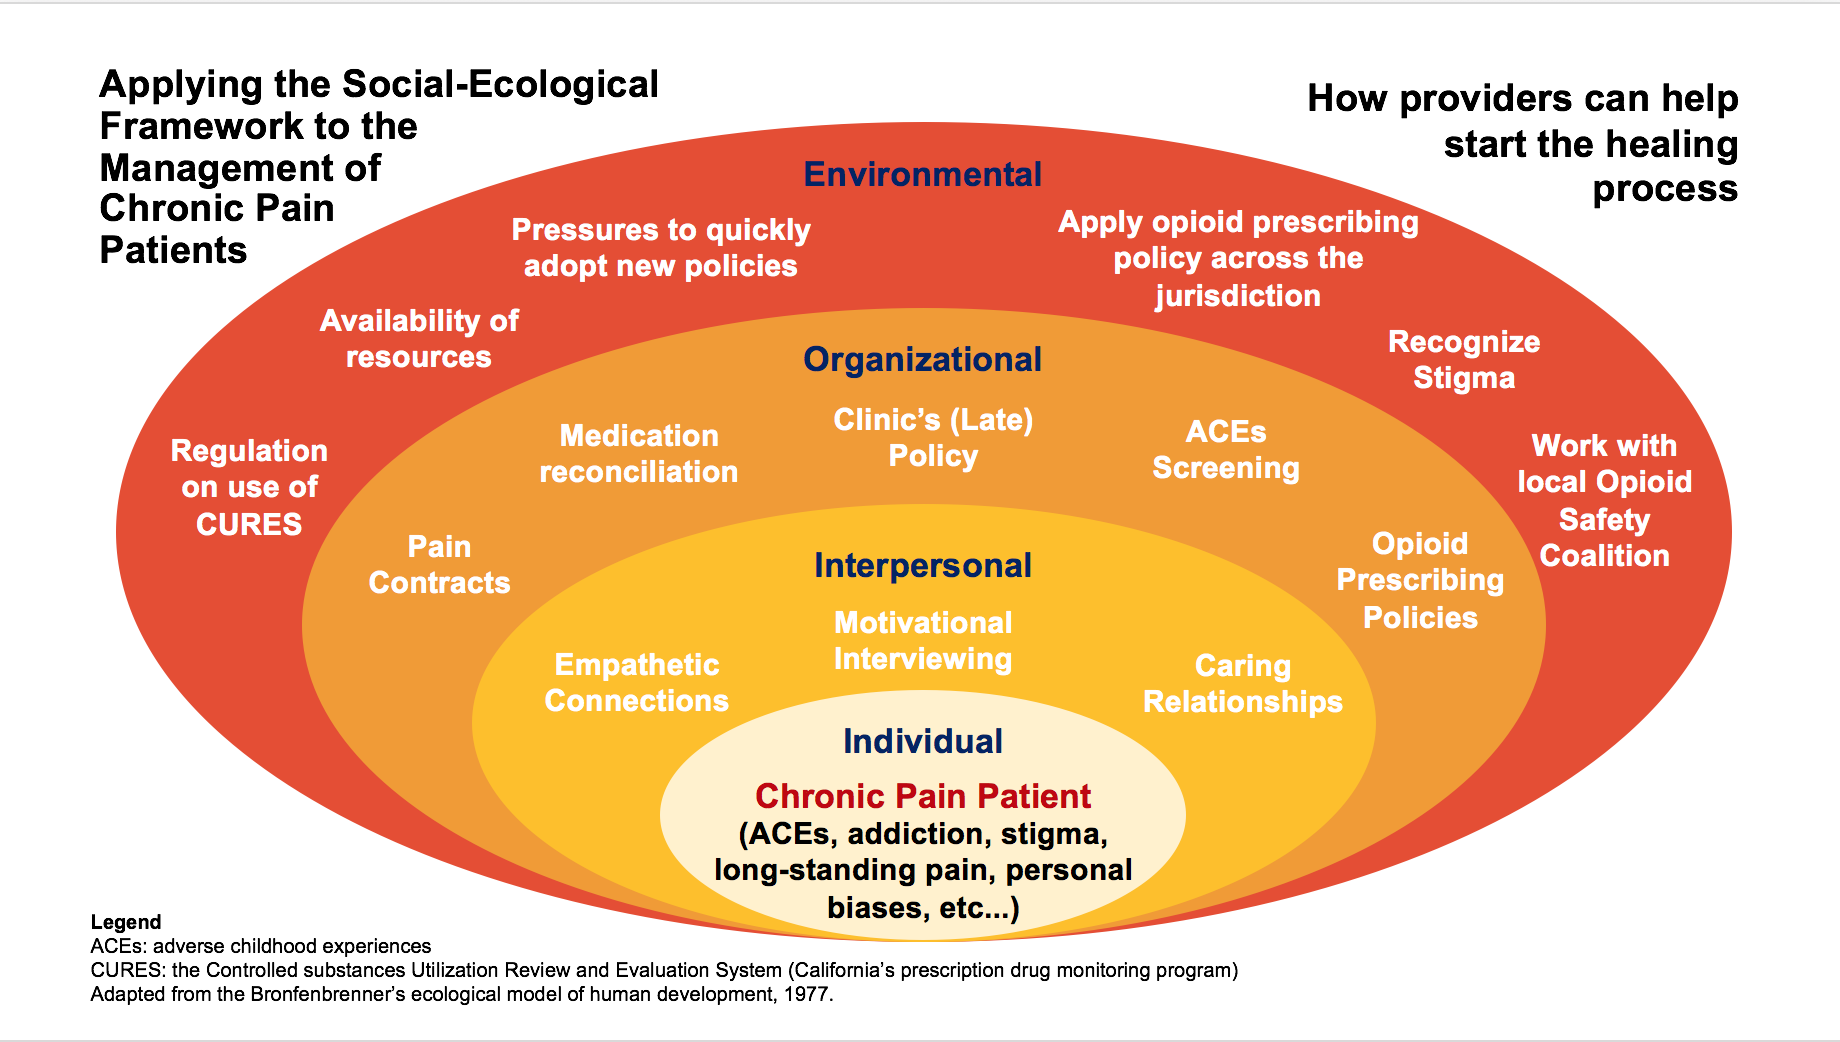 Applying the Social-Ecological
Framework to the
Management of
Chronic Pain
Patients
How providers can help
start the healing
process
Environmental
Pressures to quickly
adopt new policies
Apply opioid prescribing
policy across the
jurisdiction
Availability of
resources
Recognize
Stigma
Regulation
on use of
CURES
Work with
local Opioid
Safety
Coalition
Organizational
Medication
reconciliation
Clinic’s (Late)
Policy
ACEs
Screening
Pain
Contracts
Opioid
Prescribing
Policies
Interpersonal
Motivational
Interviewing
Empathetic
Connections
Caring
Relationships
Individual
Chronic Pain Patient
(ACEs, addiction, stigma,
long-standing pain, personal
biases, etc...)
Legend
ACEs: adverse childhood experiences
CURES: the Controlled substances Utilization Review and Evaluation System (California’s prescription drug monitoring program)
Adapted from the Bronfenbrenner’s ecological model of human development, 1977.